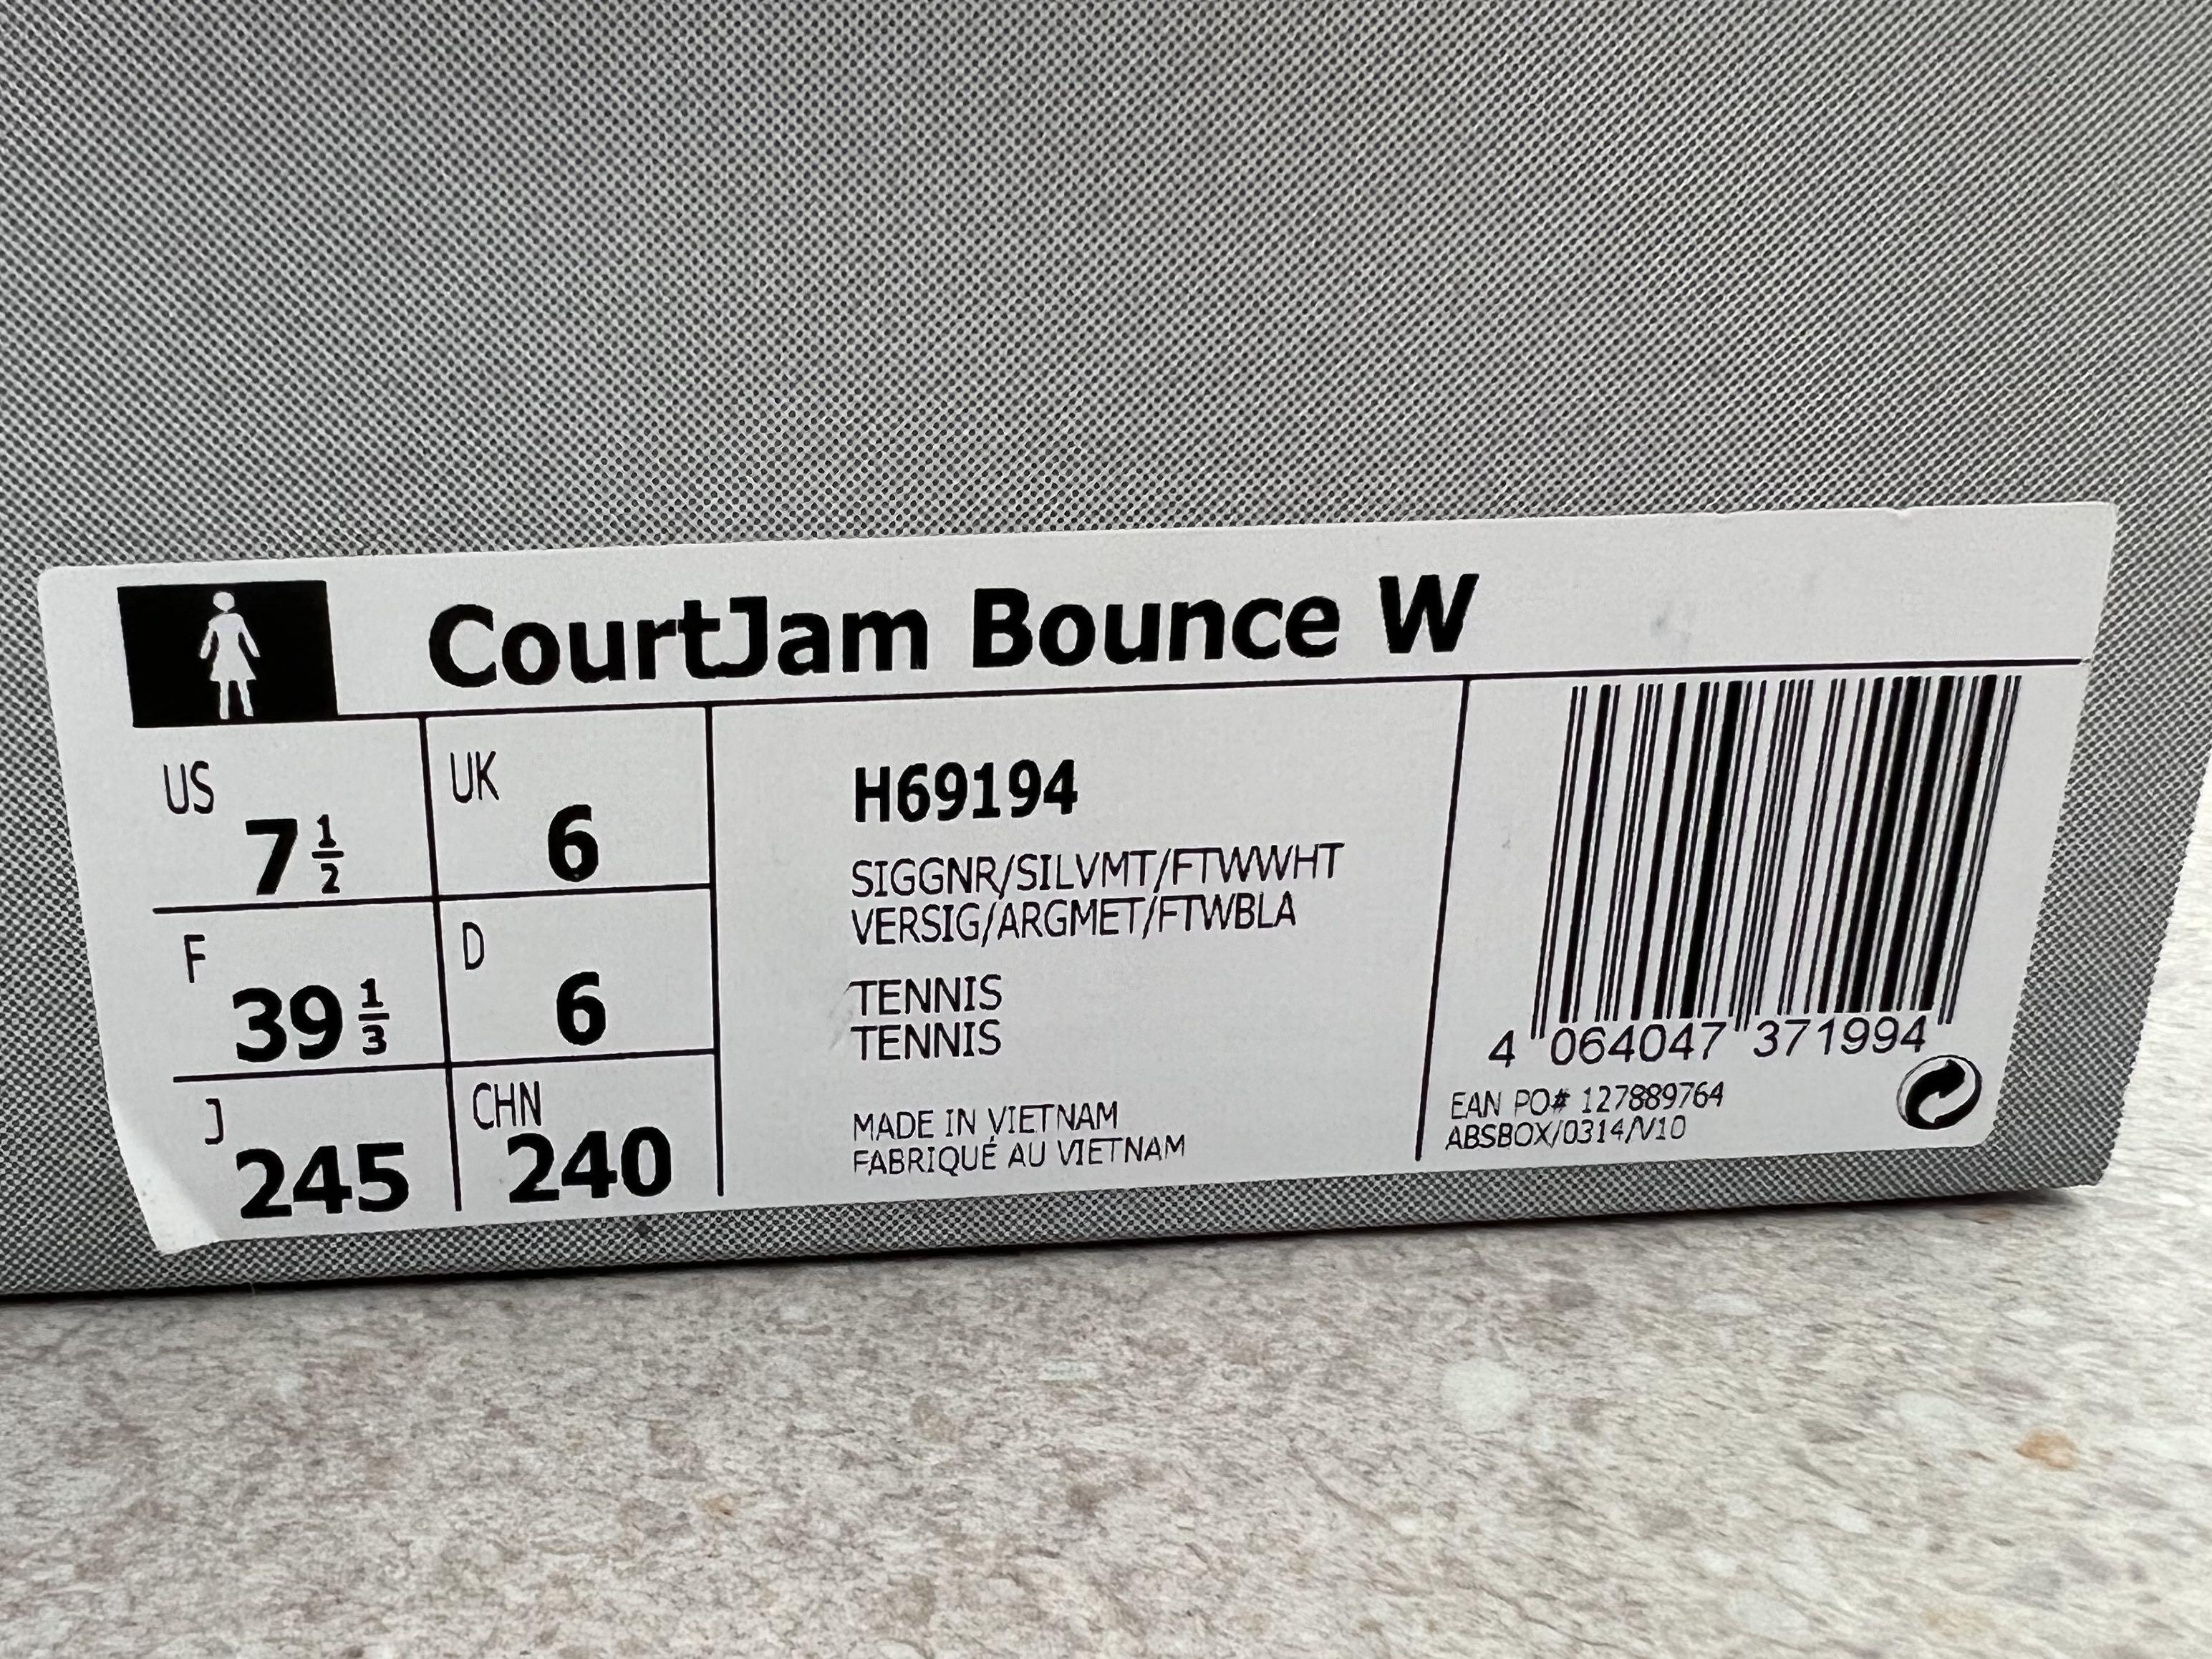 CourtJam Bounce W
US 7 1/2
UK 6
F 39 1/3
D 6
J 245
CHN 240
H69194
SIGGNR/SILVMT/FTWWHT
VERSIG/ARGMET/FTWBLA
TENNIS
TENNIS
MADE IN VIETNAM
FABRIQUÉ AU VIETNAM
4 064047 371994
EAN PO# 127889764
ABSBOX/0314/V10